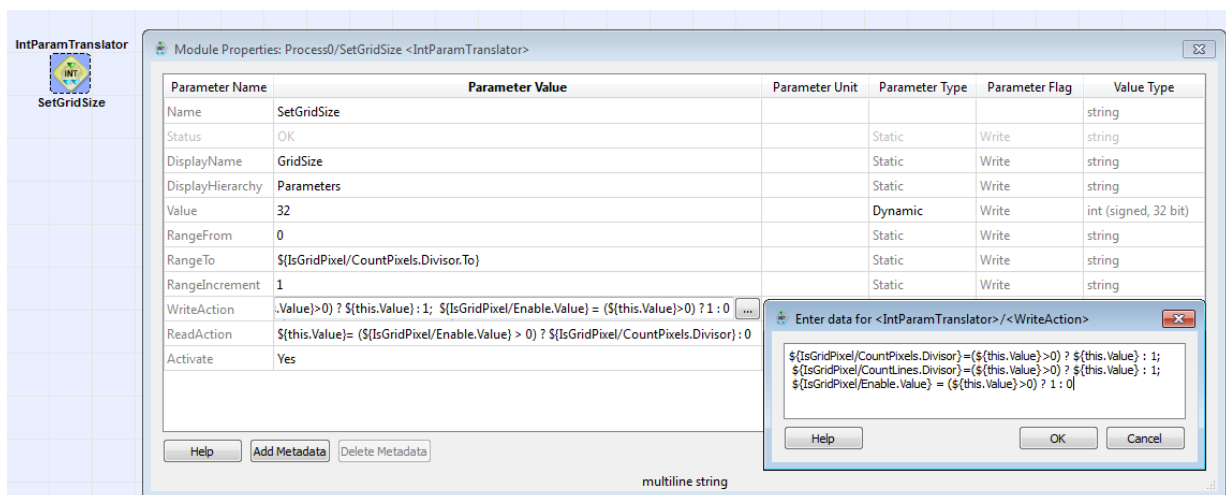 IntParamTranslator
INT
SetGridSize
Module Properties: Process0/SetGridSize <IntParamTranslator>
Parameter Name Parameter Value Parameter Unit Parameter Type Parameter Flag Value Type
Name SetGridSize string
Status OK Static Write string
DisplayName GridSize Static Write string
DisplayHierarchy Parameters Static Write string
Value 32 Dynamic Write int (signed, 32 bit)
RangeFrom 0 Static Write string
RangeTo ${IsGridPixel/CountPixels.Divisor.To} Static Write string
RangeIncrement 1 Static Write string
WriteAction .Value}>0) ? ${this.Value} : 1; ${IsGridPixel/Enable.Value} = (${this.Value}>0) ? 1 : 0 ...
ReadAction ${this.Value}= (${IsGridPixel/Enable.Value} > 0) ? ${IsGridPixel/CountPixels.Divisor} : 0
Activate Yes
Enter data for <IntParamTranslator>/<WriteAction>
${IsGridPixel/CountPixels.Divisor}=(${this.Value}>0) ? ${this.Value} : 1;
${IsGridPixel/CountLines.Divisor}=(${this.Value}>0) ? ${this.Value} : 1;
${IsGridPixel/Enable.Value} = (${this.Value}>0) ? 1 : 0
Help OK Cancel
Help Add Metadata Delete Metadata
multiline string